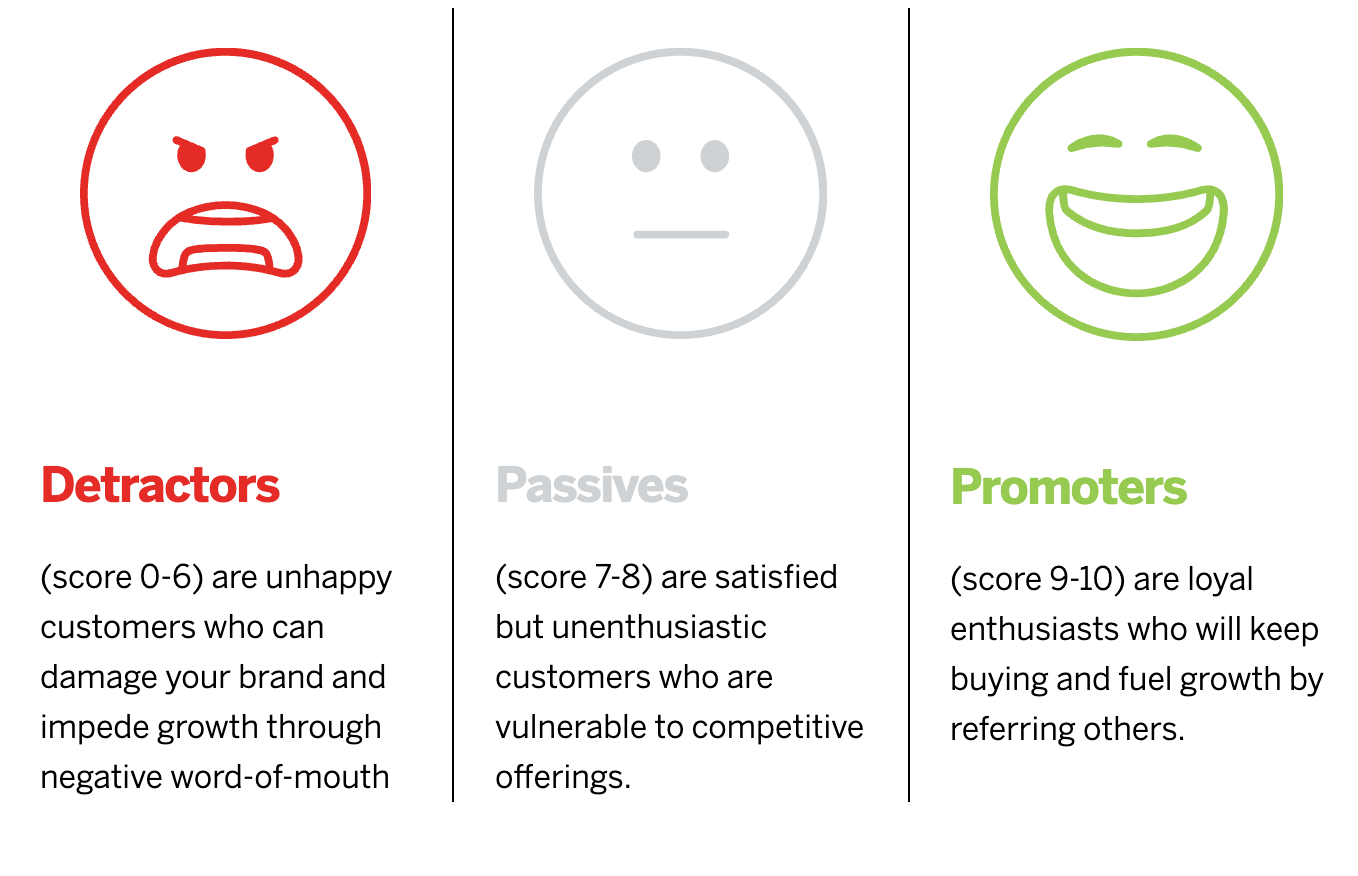 Detractors
(score 0-6) are unhappy
customers who can
damage your brand and
impede growth through
negative word-of-mouth
Passives
(score 7-8) are satisfied
but unenthusiastic
customers who are
vulnerable to competitive
offerings.
Promoters
(score 9-10) are loyal
enthusiasts who will keep
buying and fuel growth by
referring others.